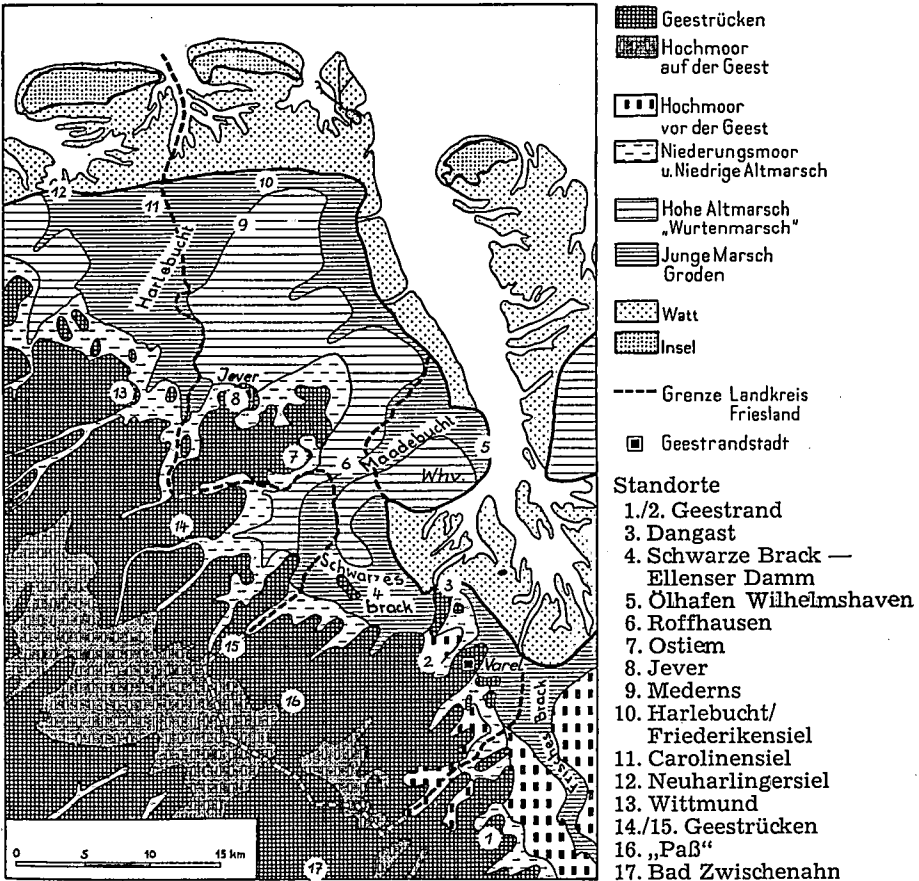 12
11
10
9
Harlebucht
Jever
8
13
7
6
Maadebucht
5
Whv.
14
Schwarzes
4
brack
3
15
2
Varel
16
Brack
1
17
0 5 10 15 km
Geestrücken
Hochmoor
auf der Geest
Hochmoor
vor der Geest
Niederungsmoor
u. Niedrige Altmarsch
Hohe Altmarsch
„Wurtenmarsch"
Junge Marsch
Groden
Watt
Insel
Grenze Landkreis
Friesland
Geestrandstadt
Standorte
1./2. Geestrand
3. Dangast
4. Schwarze Brack —
Ellenser Damm
5. Ölhafen Wilhelmshaven
6. Roffhausen
7. Ostiem
8. Jever
9. Mederns
10. Harlebucht/
Friederikensiel
11. Carolinensiel
12. Neuharlingersiel
13. Wittmund
14./15. Geestrücken
16. „Paß"
17. Bad Zwischenahn